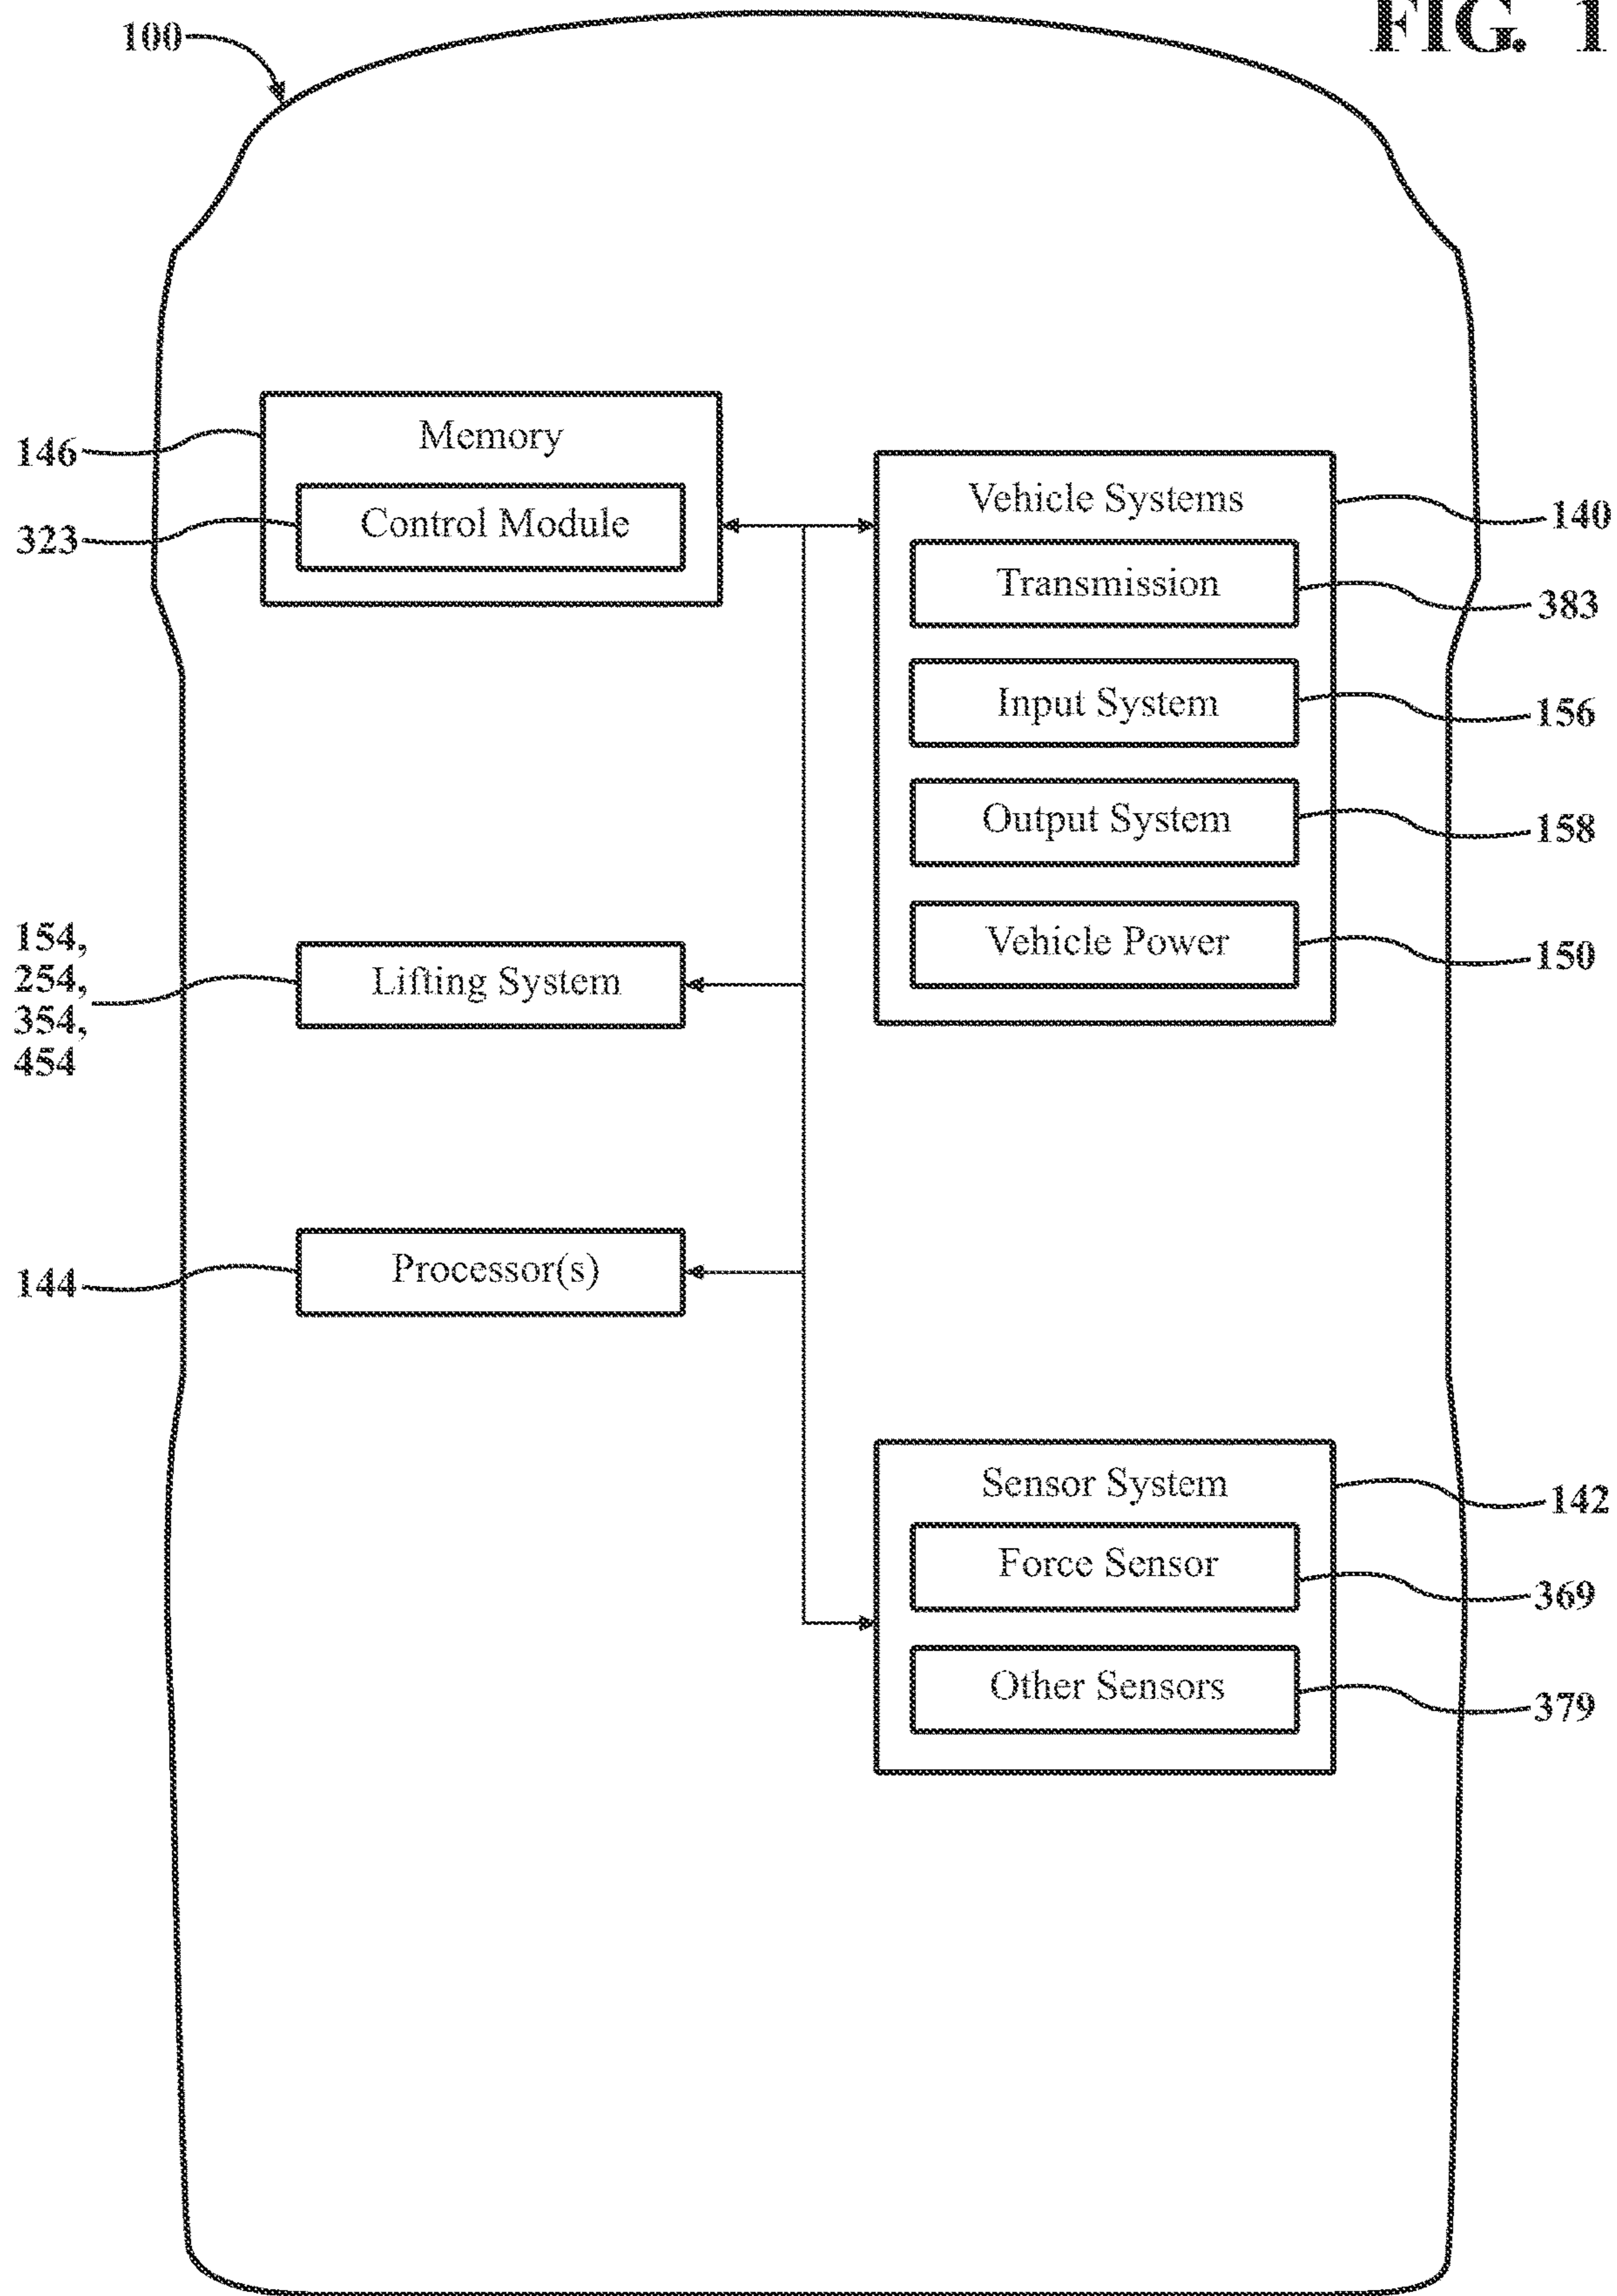 FIG. 1
100
Memory
146
Control Module
323
Vehicle Systems
140
Transmission
383
Input System
156
Output System
158
Vehicle Power
150
154,
254,
354,
454
Lifting System
Processor(s)
144
Sensor System
142
Force Sensor
369
Other Sensors
379